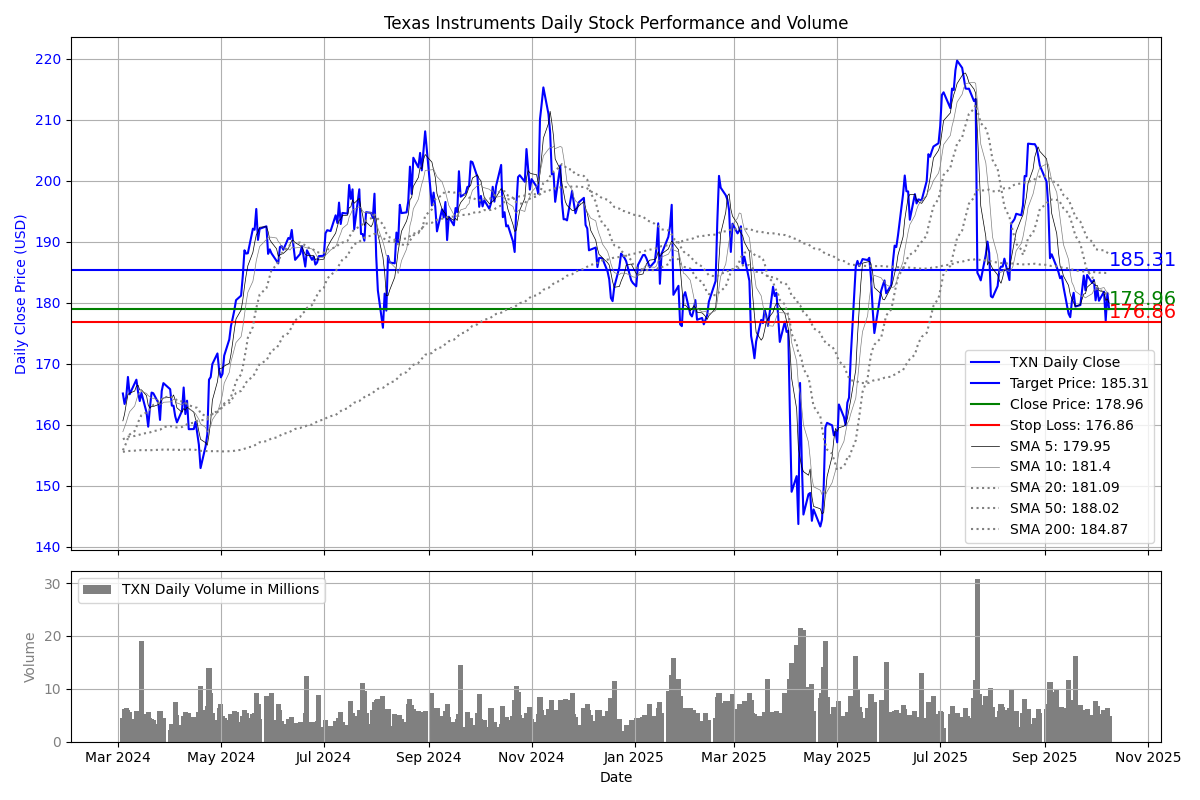 Texas Instruments Daily Stock Performance and Volume
Daily Close Price (USD)
220
210
200
190
180
170
160
150
140
185.31
178.96
176.86
TXN Daily Close
Target Price: 185.31
Close Price: 178.96
Stop Loss: 176.86
SMA 5: 179.95
SMA 10: 181.4
SMA 20: 181.09
SMA 50: 188.02
SMA 200: 184.87
Volume
30
20
10
0
TXN Daily Volume in Millions
Mar 2024 May 2024 Jul 2024 Sep 2024 Nov 2024 Jan 2025 Mar 2025 May 2025 Jul 2025 Sep 2025 Nov 2025
Date